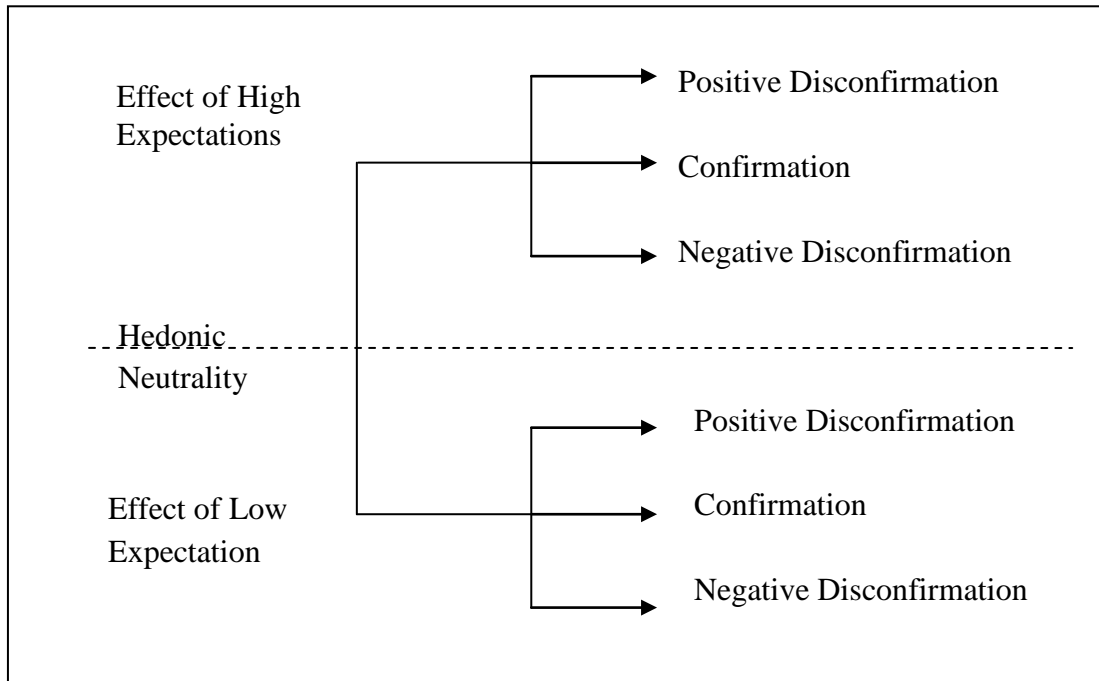 Effect of High
Expectations
Positive Disconfirmation
Confirmation
Negative Disconfirmation
Hedonic
Neutrality
Effect of Low
Expectation
Positive Disconfirmation
Confirmation
Negative Disconfirmation